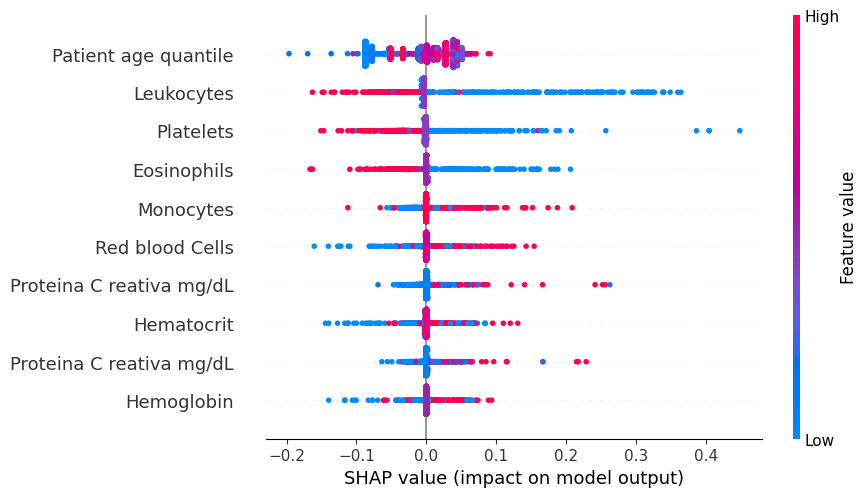 High
Patient age quantile
Leukocytes
Platelets
Eosinophils
Monocytes
Red blood Cells
Proteina C reativa mg/dL
Hematocrit
Proteina C reativa mg/dL
Hemoglobin
Feature value
Low
−0.2 −0.1 0.0 0.1 0.2 0.3 0.4
SHAP value (impact on model output)